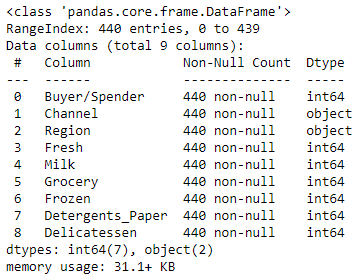 <class 'pandas.core.frame.DataFrame'>
RangeIndex: 440 entries, 0 to 439
Data columns (total 9 columns):
 #   Column            Non-Null Count  Dtype
---  ------            --------------  -----
 0   Buyer/Spender     440 non-null    int64
 1   Channel           440 non-null    object
 2   Region            440 non-null    object
 3   Fresh             440 non-null    int64
 4   Milk              440 non-null    int64
 5   Grocery           440 non-null    int64
 6   Frozen            440 non-null    int64
 7   Detergents_Paper  440 non-null    int64
 8   Delicatessen      440 non-null    int64
dtypes: int64(7), object(2)
memory usage: 31.1+ KB